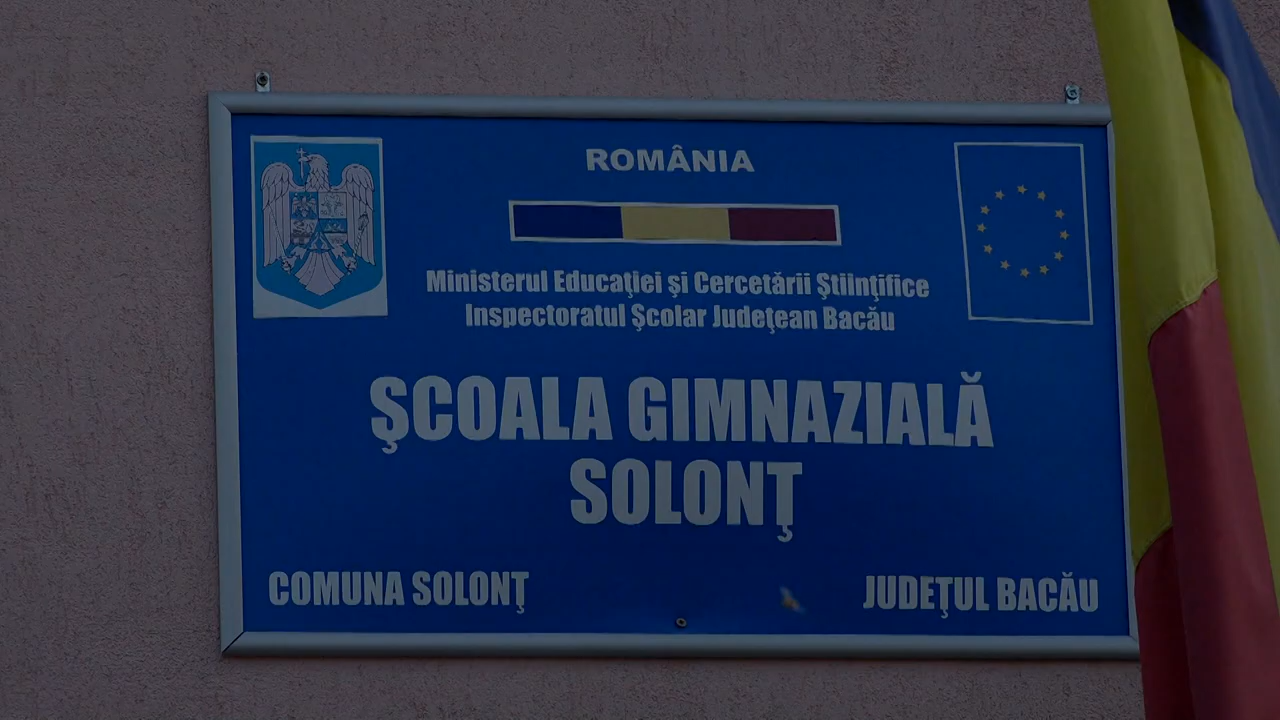 ROMÂNIA
Ministerul Educaţiei şi Cercetării Ştiinţifice
Inspectoratul Şcolar Judeţean Bacău
ŞCOALA GIMNAZIALĂ
SOLONŢ
COMUNA SOLONŢ
JUDEŢUL BACĂU